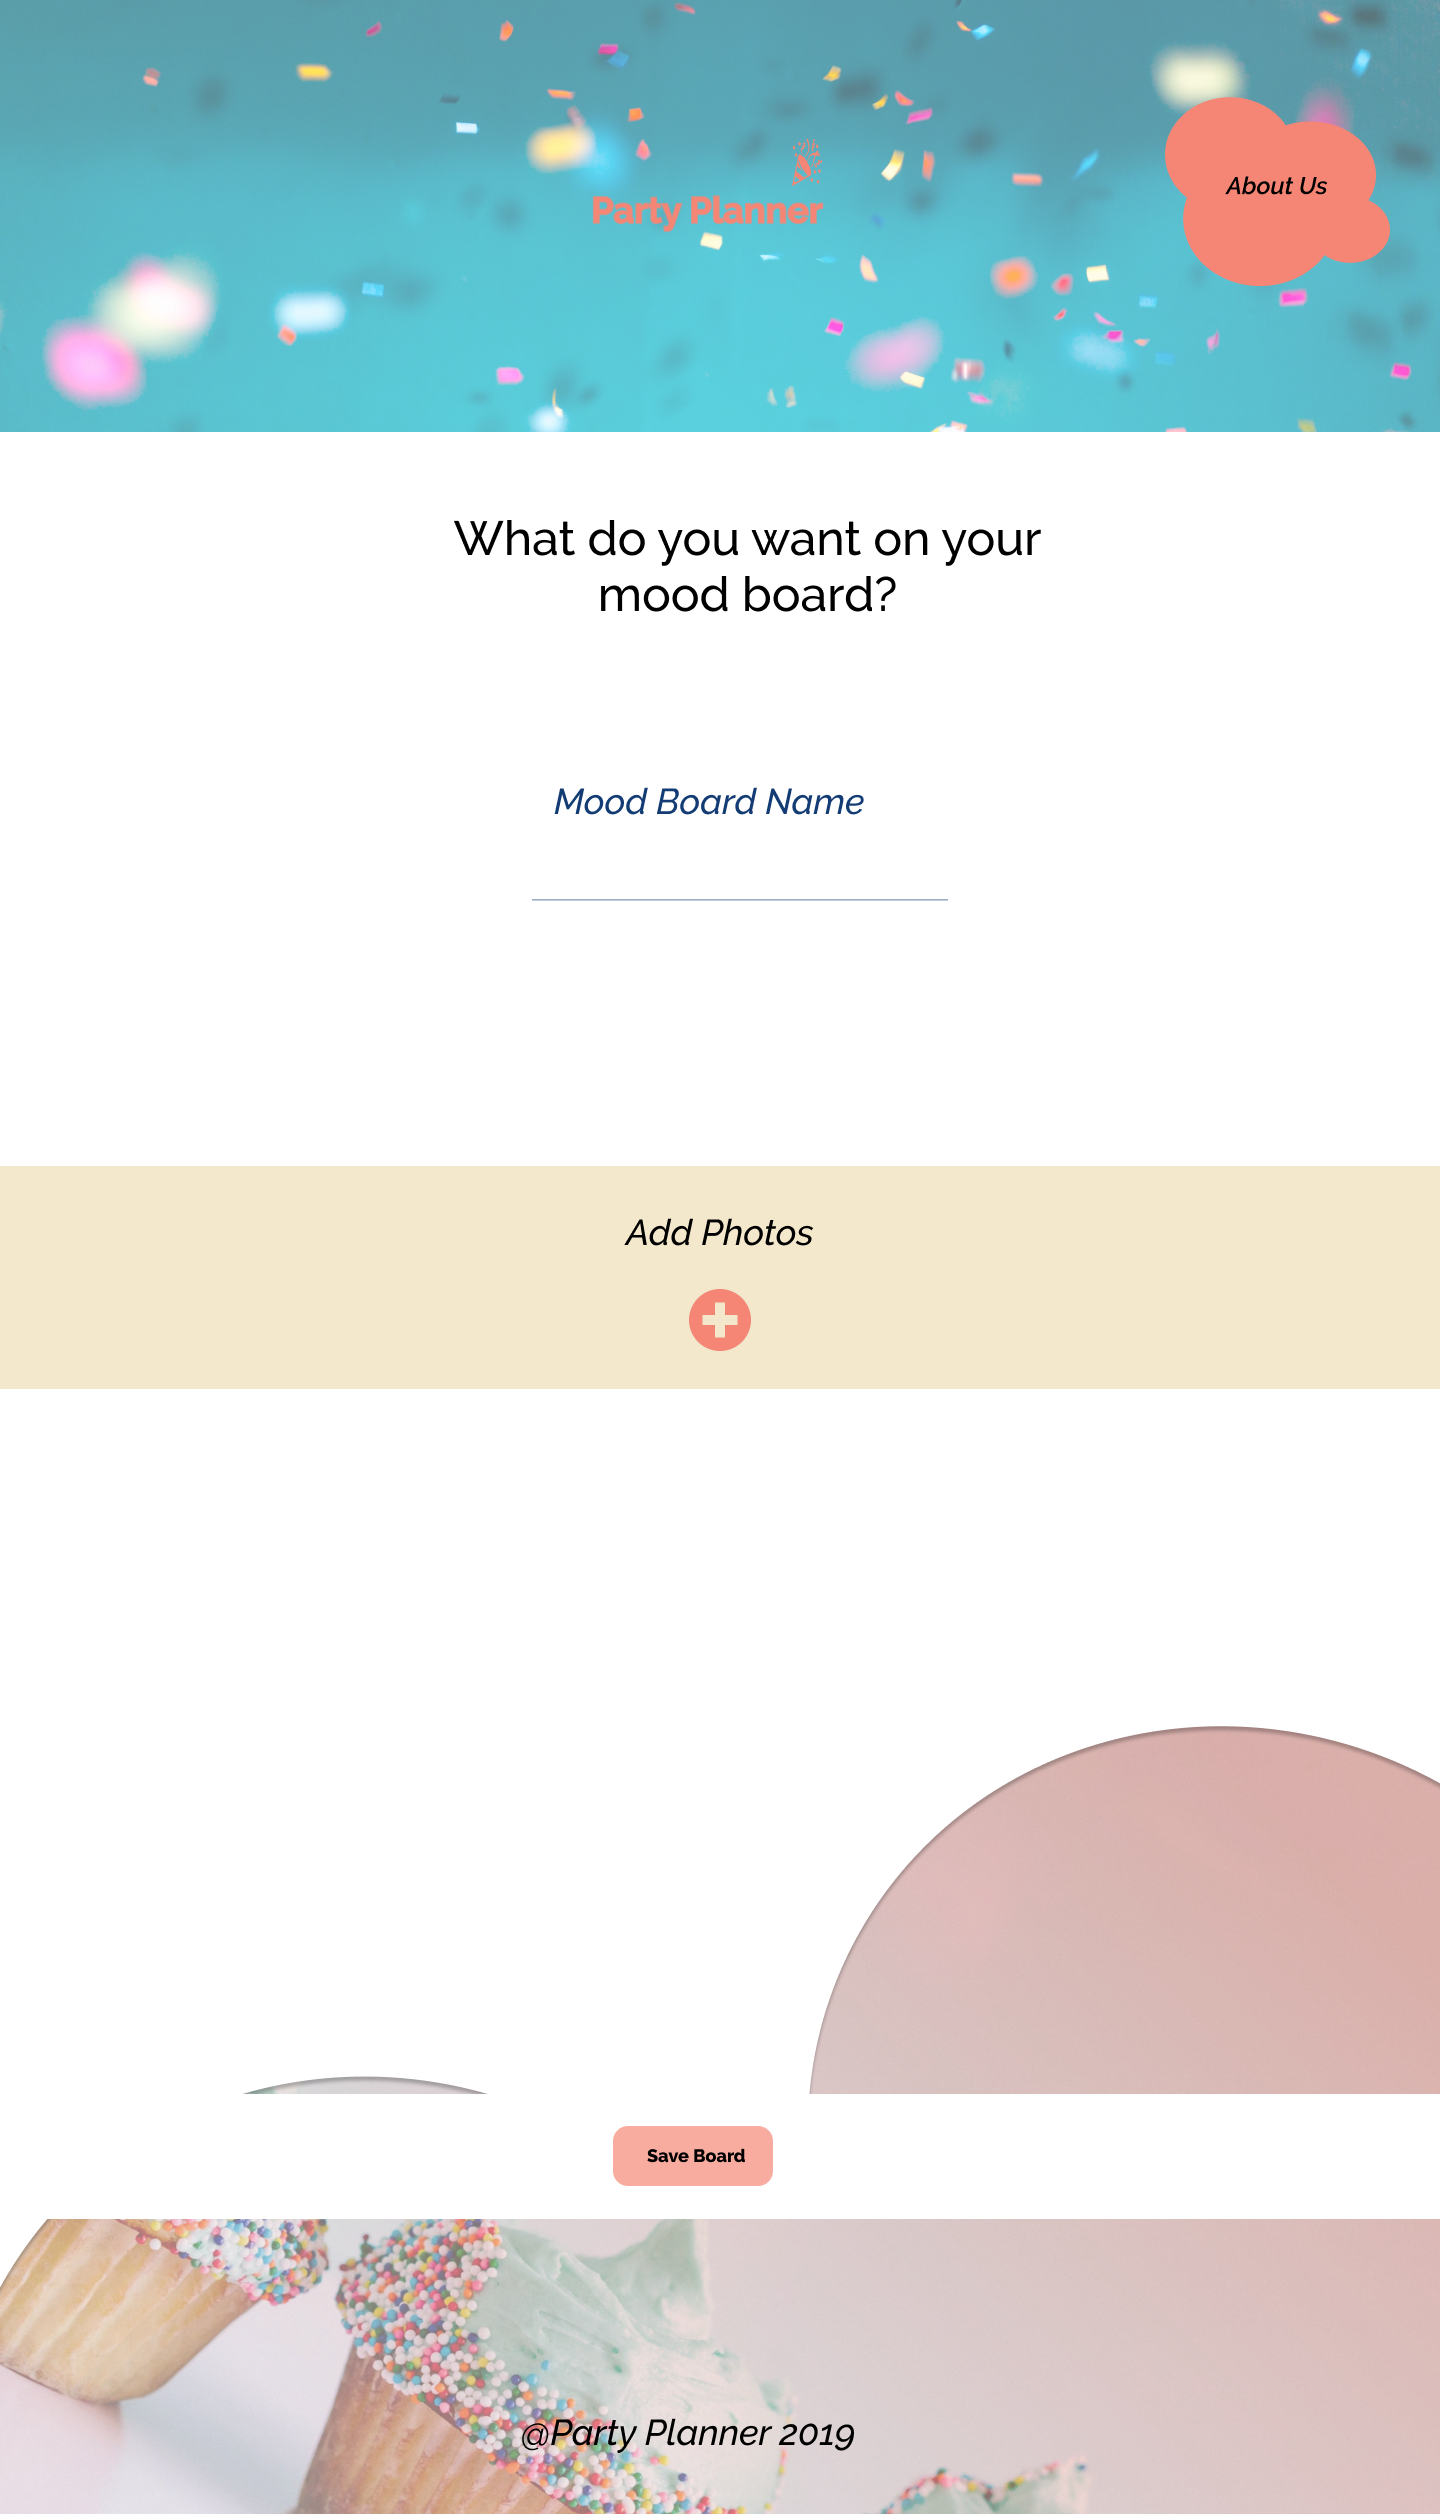 Party Planner
About Us
What do you want on your
mood board?
Mood Board Name
Add Photos
Save Board
@Party Planner 2019